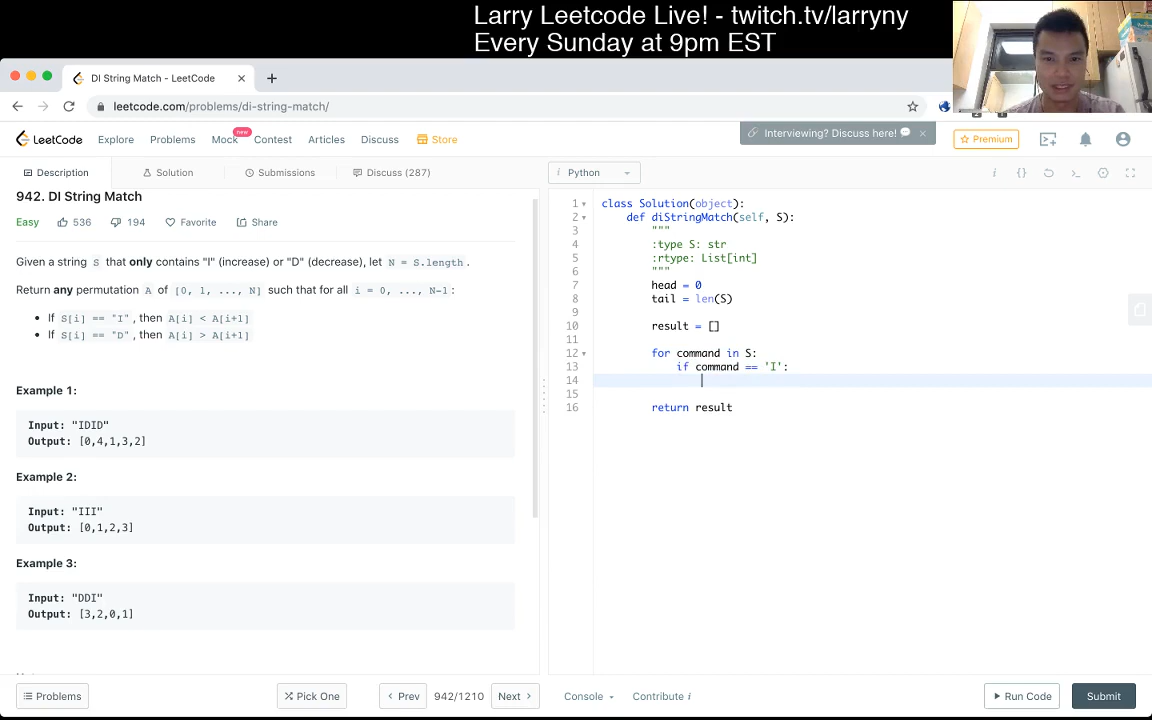 Larry Leetcode Live! - twitch.tv/larryny
Every Sunday at 9pm EST
DI String Match - LeetCode
leetcode.com/problems/di-string-match/
LeetCode
Explore
Problems
Mock
new
Contest
Articles
Discuss
Store
Interviewing? Discuss here!
Premium
Description
Solution
Submissions
Discuss (287)
i Python
942. DI String Match
Easy
536
194
Favorite
Share
Given a string S that only contains "I" (increase) or "D" (decrease), let N = S.length.
Return any permutation A of [0, 1, ..., N] such that for all i = 0, ..., N-1:
If S[i] == "I", then A[i] < A[i+1]
If S[i] == "D", then A[i] > A[i+1]
Example 1:
Input: "IDID"
Output: [0,4,1,3,2]
Example 2:
Input: "III"
Output: [0,1,2,3]
Example 3:
Input: "DDI"
Output: [3,2,0,1]
1 class Solution(object):
2 def diStringMatch(self, S):
3 """
4 :type S: str
5 :rtype: List[int]
6 """
7 head = 0
8 tail = len(S)
9
10 result = []
11
12 for command in S:
13 if command == 'I':
14
15
16 return result
Problems
Pick One
Prev
942/1210
Next
Console
Contribute i
Run Code
Submit